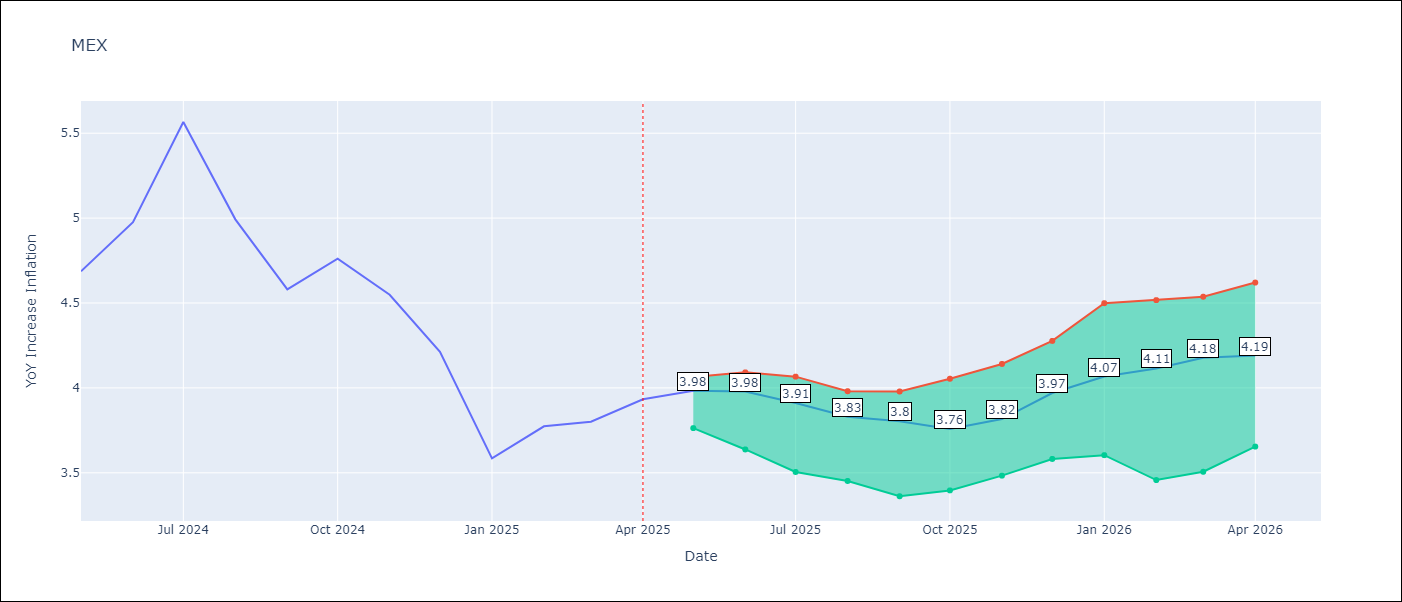 MEX
YoY Increase Inflation
5.5
5
4.5
4
3.5
3.98
3.98
3.91
3.83
3.8
3.76
3.82
3.97
4.07
4.11
4.18
4.19
Jul 2024
Oct 2024
Jan 2025
Apr 2025
Jul 2025
Oct 2025
Jan 2026
Apr 2026
Date